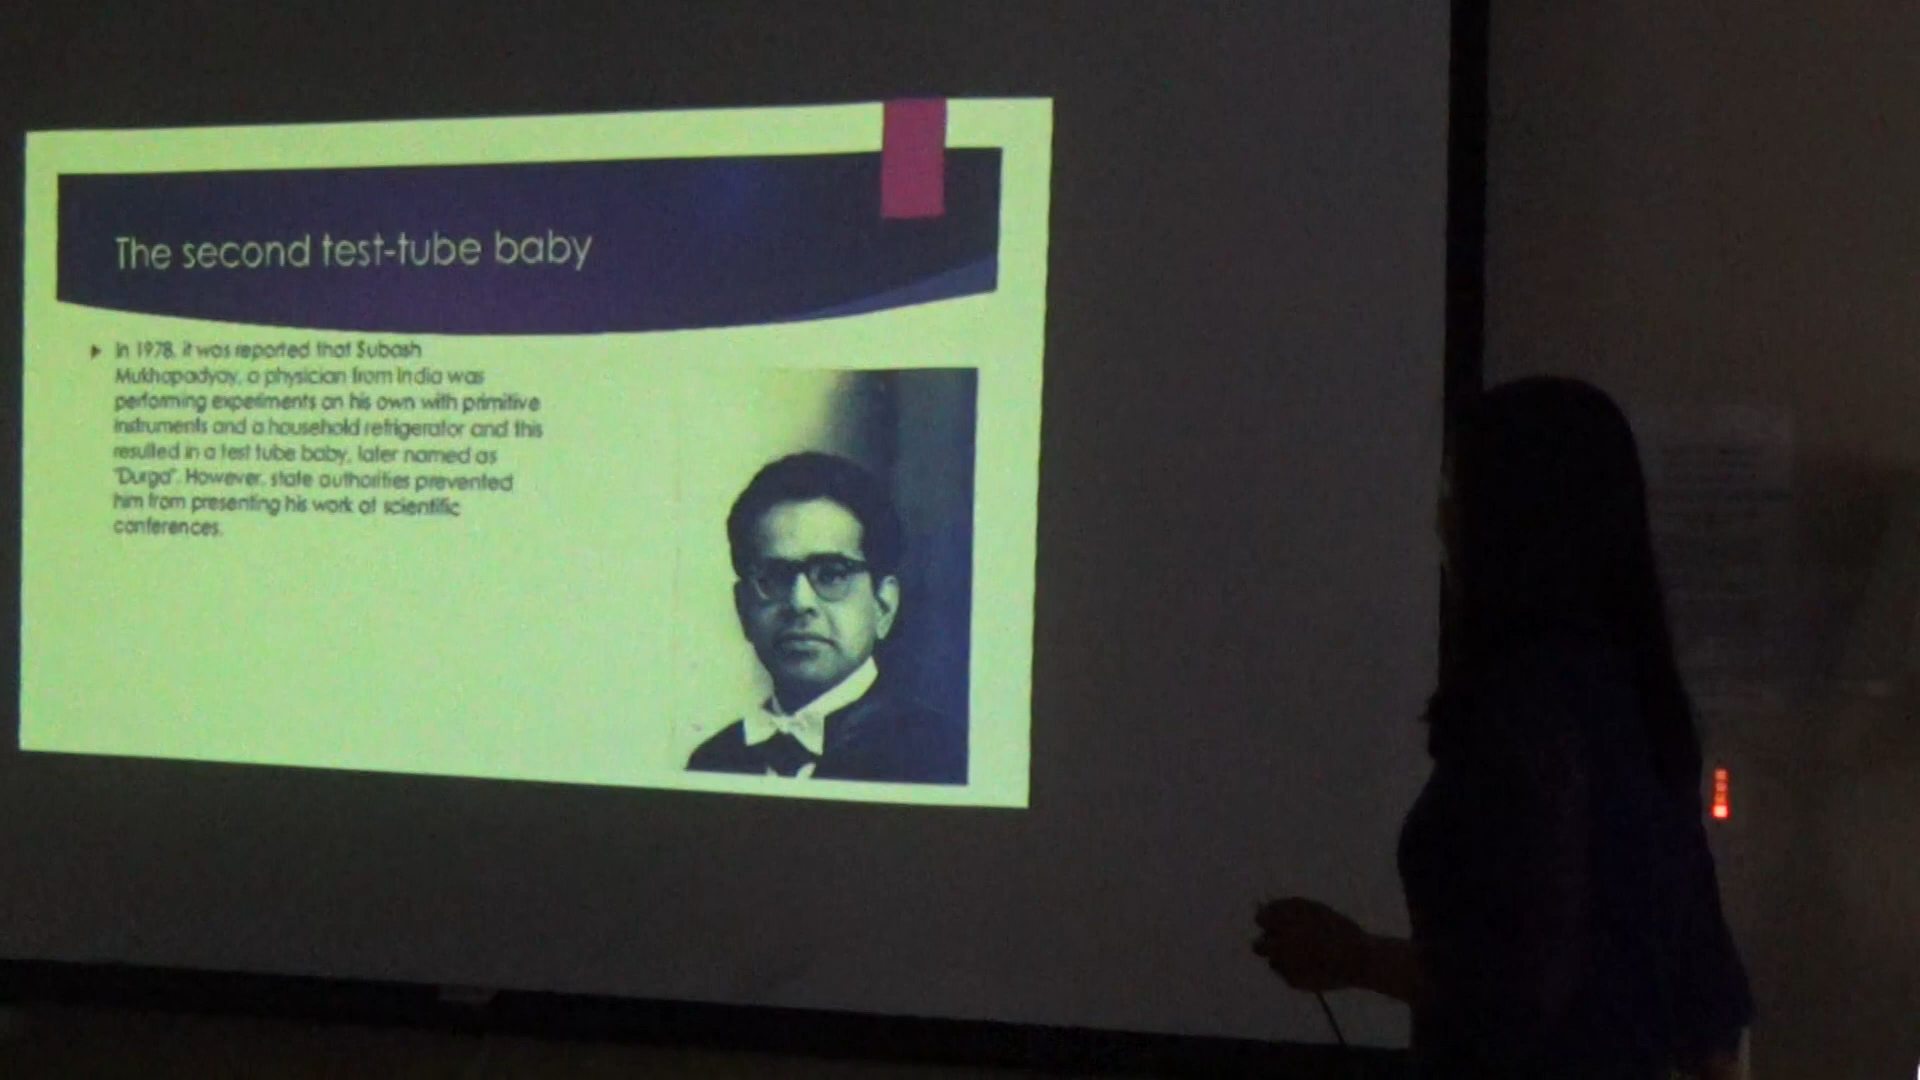 The second test-tube baby
In 1978, it was reported that Subash
Mukhopadyay, a physician from India was
performing experiments on his own with primitive
instruments and a household refrigerator and this
resulted in a test tube baby, later named as
"Durga". However, state authorities prevented
him from presenting his work at scientific
conferences.